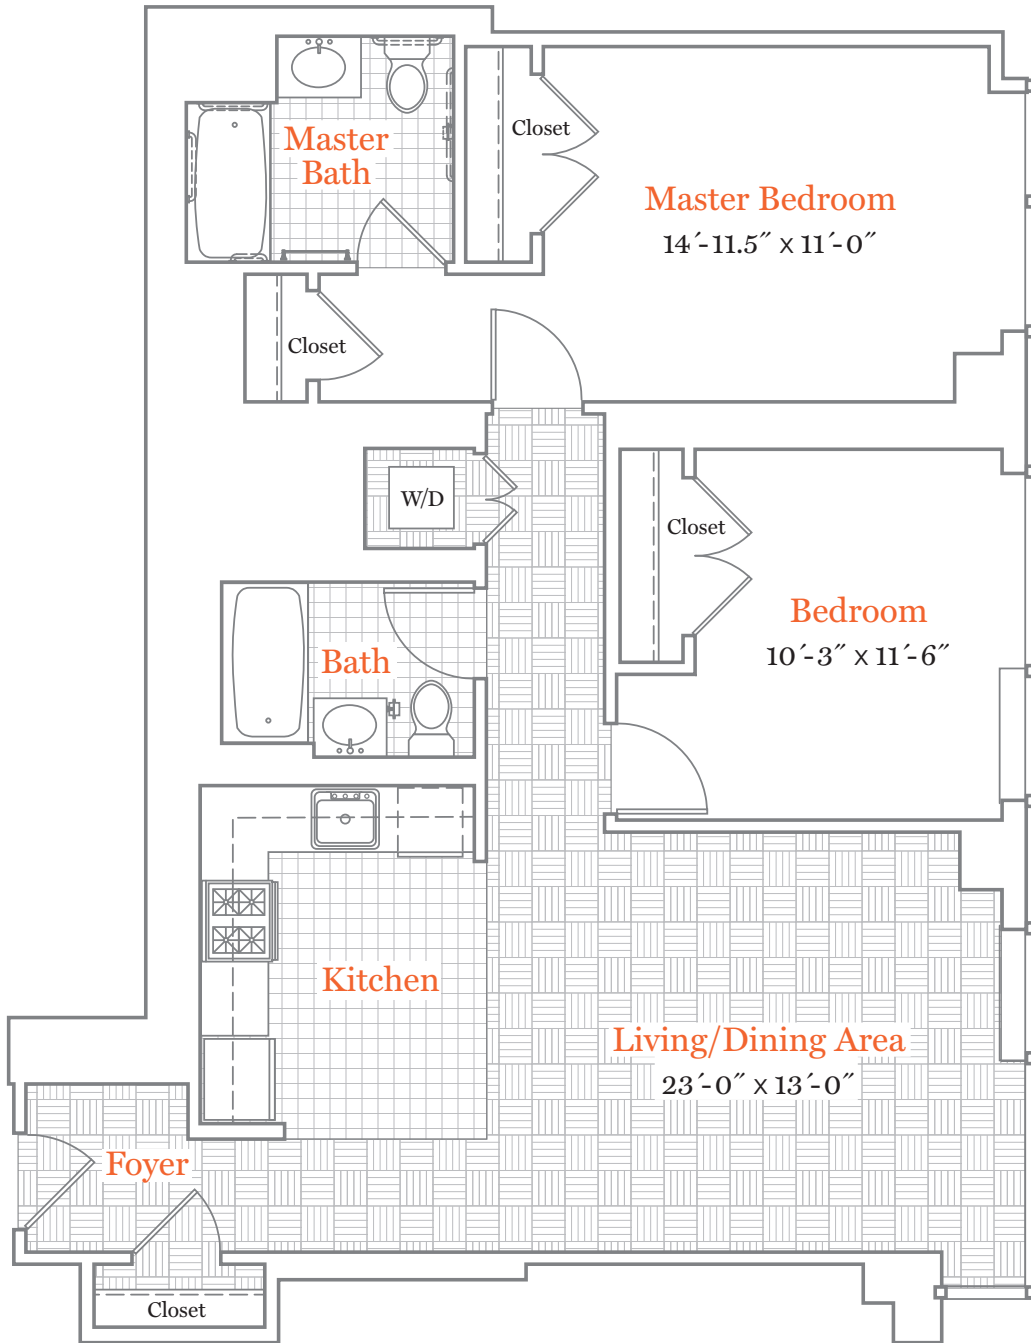 Master
Bath
Closet
Master Bedroom
14′-11.5″ x 11′-0″
Closet
W/D
Closet
Bedroom
10′-3″ x 11′-6″
Bath
Kitchen
Living/Dining Area
23′-0″ x 13′-0″
Foyer
Closet